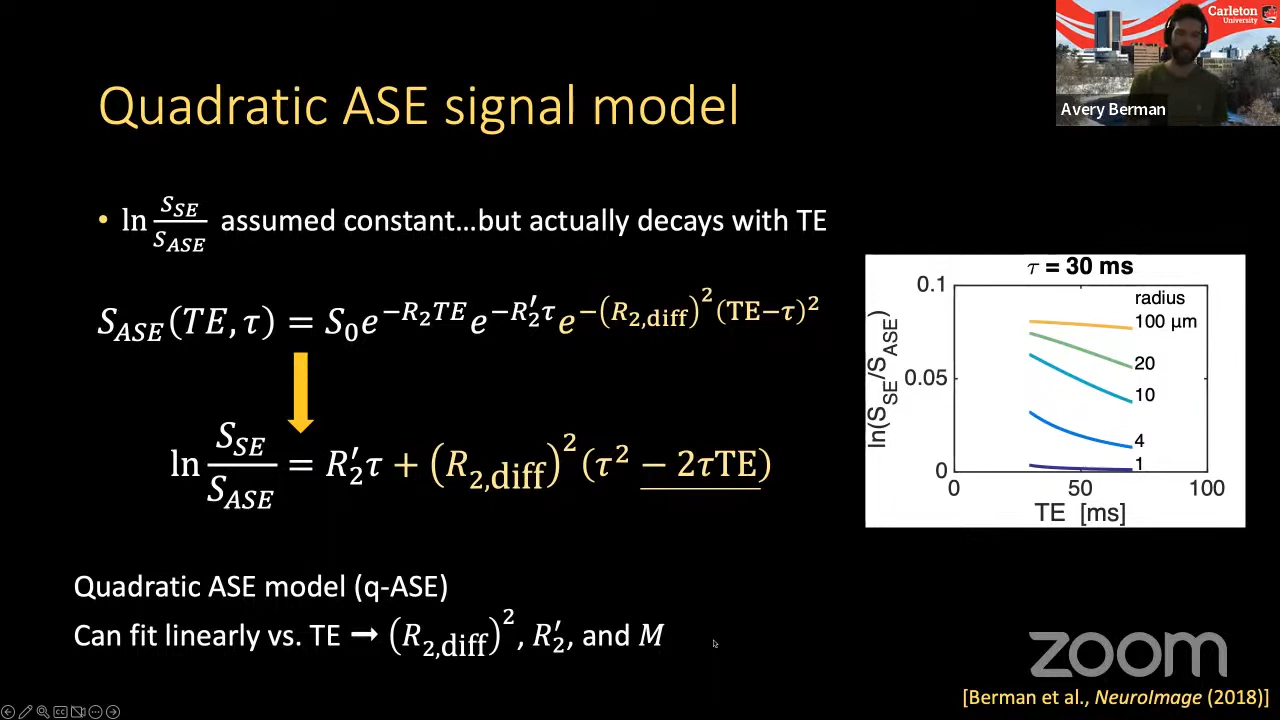 Carleton
University
Avery Berman
Quadratic ASE signal model
• ln S_SE/S_ASE assumed constant...but actually decays with TE
S_ASE(TE, τ) = S₀e^(−R₂TE) e^(−R₂′τ) e^(−(R₂,diff)²(TE−τ)²)
ln S_SE/S_ASE = R₂′τ + (R₂,diff)²(τ² − 2τTE)
τ = 30 ms
0.1
0.05
0
ln(S_SE/S_ASE)
radius
100 μm
20
10
4
1
0 50 100
TE [ms]
Quadratic ASE model (q-ASE)
Can fit linearly vs. TE → (R₂,diff)², R₂′, and M
zoom
[Berman et al., NeuroImage (2018)]